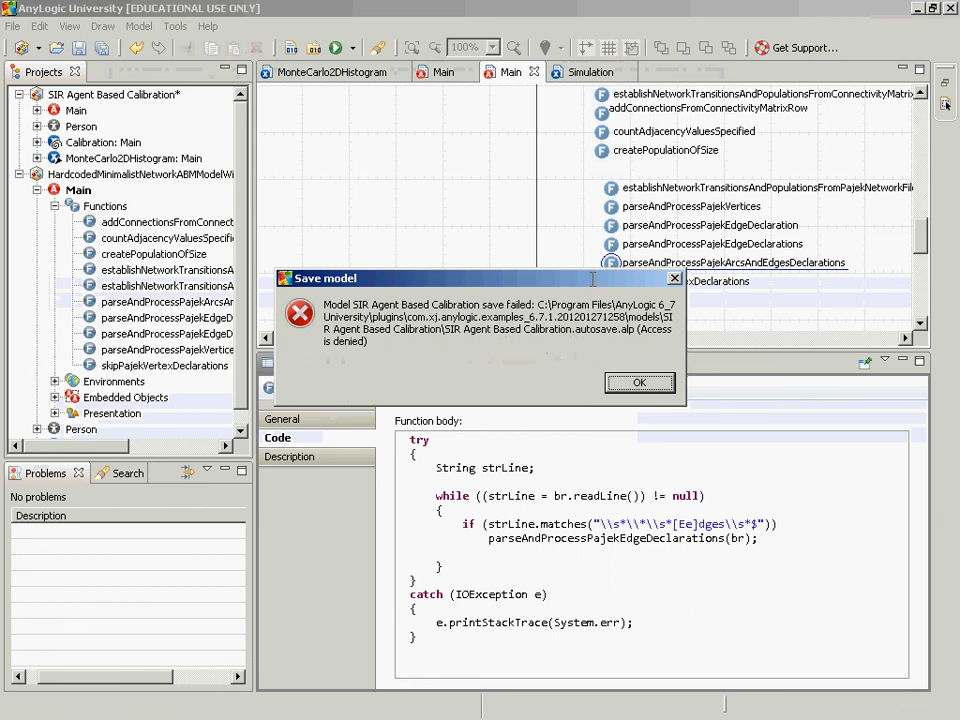 AnyLogic University [EDUCATIONAL USE ONLY]
File Edit View Draw Model Tools Help
100%
Get Support...
Projects
MonteCarlo2DHistogram
Main
Main
Simulation
SIR Agent Based Calibration*
Main
Person
Calibration: Main
MonteCarlo2DHistogram: Main
HardcodedMinimalistNetworkABMModelWi
Main
Functions
addConnectionsFromConnect
countAdjacencyValuesSpecifi
createPopulationOfSize
establishNetworkTransitionsA
establishNetworkTransitionsA
parseAndProcessPajekArcsAr
parseAndProcessPajekEdgeD
parseAndProcessPajekEdgeD
parseAndProcessPajekVertice
skipPajekVertexDeclarations
Environments
Embedded Objects
Presentation
Person
establishNetworkTransitionsAndPopulationsFromConnectivityMatrix
addConnectionsFromConnectivityMatrixRow
countAdjacencyValuesSpecified
createPopulationOfSize
establishNetworkTransitionsAndPopulationsFromPajekNetworkFil
parseAndProcessPajekVertices
parseAndProcessPajekEdgeDeclaration
parseAndProcessPajekEdgeDeclarations
parseAndProcessPajekArcsAndEdgesDeclarations
exDeclarations
Save model
Model SIR Agent Based Calibration save failed: C:\Program Files\AnyLogic 6_7
University\plugins\com.xj.anylogic.examples_6.7.1.201201271258\models\SI
R Agent Based Calibration\SIR Agent Based Calibration.autosave.alp (Access
is denied)
OK
Problems
Search
No problems
Description
General
Code
Description
Function body:
try
{
String strLine;
while ((strLine = br.readLine()) != null)
{
if (strLine.matches("\\s*\\*\\s*[Ee]dges\\s*$"))
parseAndProcessPajekEdgeDeclarations(br);
}
}
catch (IOException e)
{
e.printStackTrace(System.err);
}